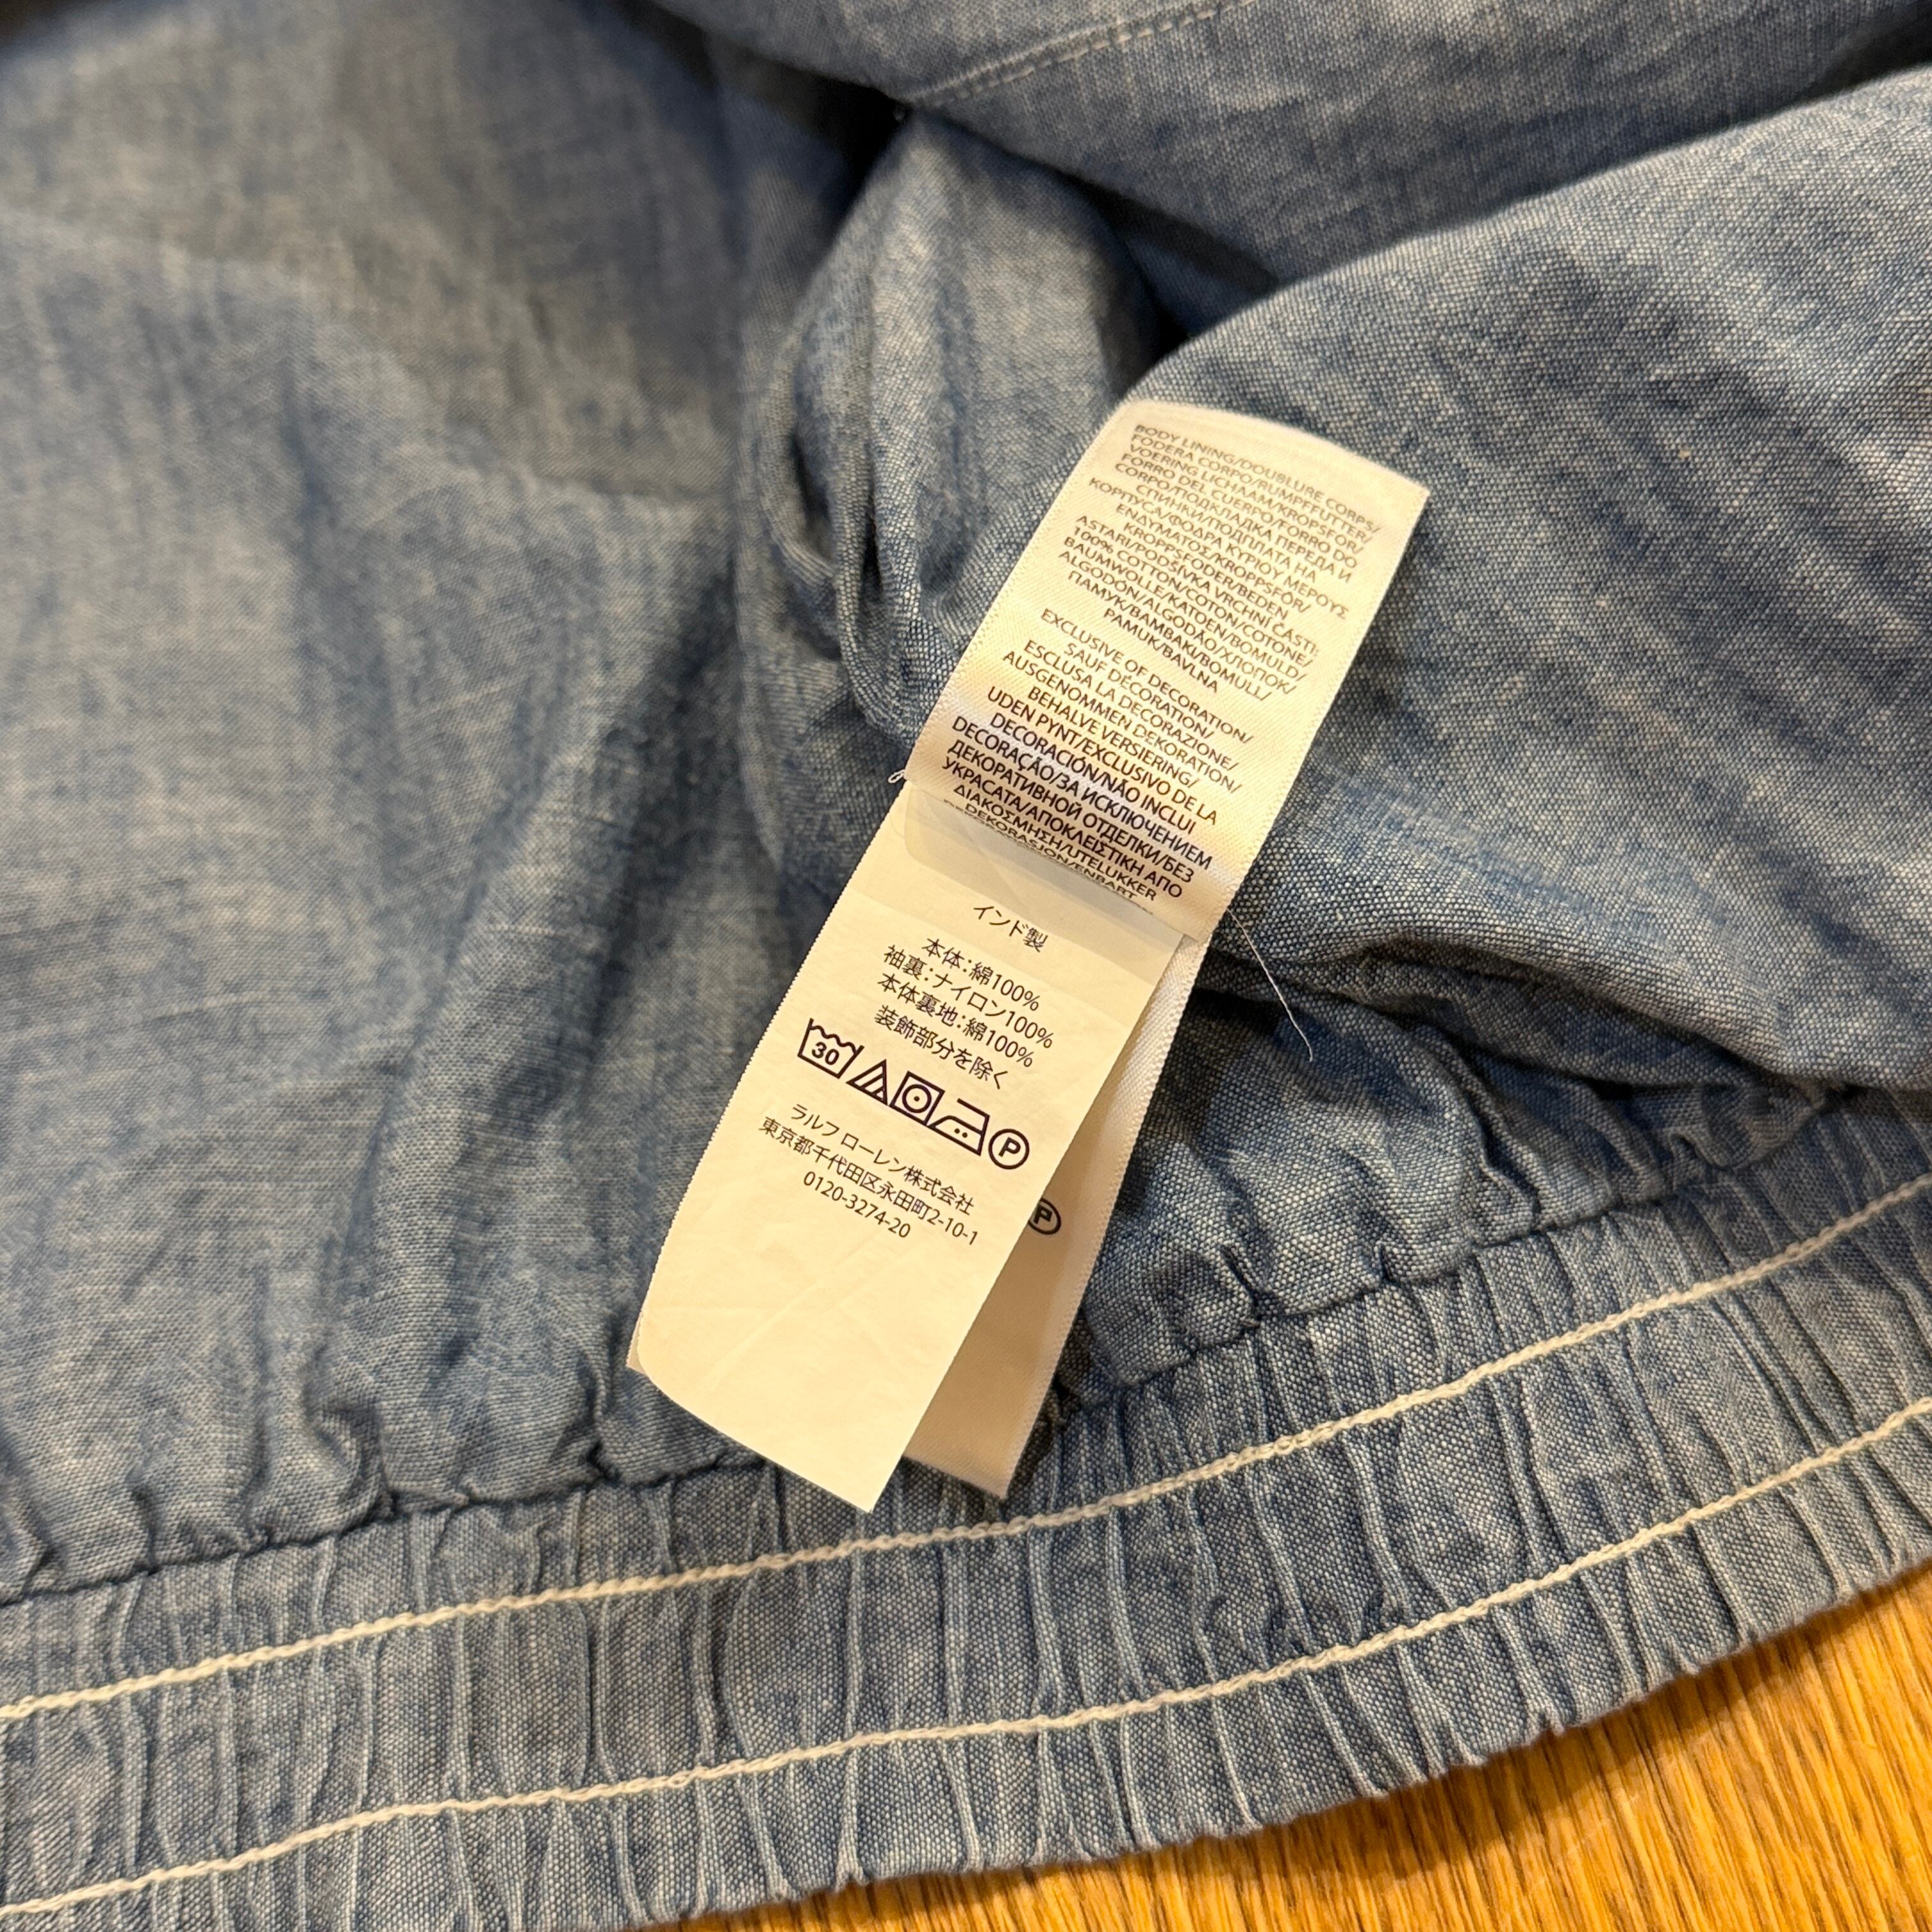 BODY LINING/DOUBLURE CORPS/
FODERA CORPO/RUMPFFUTTER/
VOERING LICHAAM/KROPSFOR/
FORRO DEL CUERPO/FORRO DO
CORPO/ПОДКЛАДКА ПЕРЕДА И
СПИНКИ/ПОДПЛАТА НА
КОРПУСА/ΦΟΔΡΑ ΚΥΡΙΟΥ ΜΕΡΟΥΣ
ΕΝΔΥΜΑΤΟΣ/KROPPSFÓR/
KROPPSFODER/BEDEN
ASTARI/PODŠÍVKA VRCHNÍ ČASTI:
100% COTTON/COTON/COTONE/
BAUMWOLLE/KATOEN/BOMULD/
ALGODÓN/ALGODÃO/ХЛОПОК/
ПАМУК/ΒΑΜΒΑΚΙ/BOMULL/
PAMUK/BAVLNA
EXCLUSIVE OF DECORATION/
SAUF DÉCORATION/
ESCLUSA LA DECORAZIONE/
AUSGENOMMEN DEKORATION/
BEHALVE VERSIERING/
UDEN PYNT/EXCLUSIVO DE LA
DECORACIÓN/NÃO INCLUI
DECORAÇÃO/ЗА ИСКЛЮЧЕНИЕМ
ДЕКОРАТИВНОЙ ОТДЕЛКИ/БЕЗ
УКРАСАТА/ΑΠΟΚΛΕΙΣΤΙΚΗ ΑΠΟ
ΔΙΑΚΟΣΜΗΣΗ/UTELUKKER
DEKORASJON/ENBART
インド製
本体:綿100%
袖裏:ナイロン100%
本体裏地:綿100%
装飾部分を除く
30 P
ラルフ ローレン株式会社
東京都千代田区永田町2-10-1
0120-3274-20
P